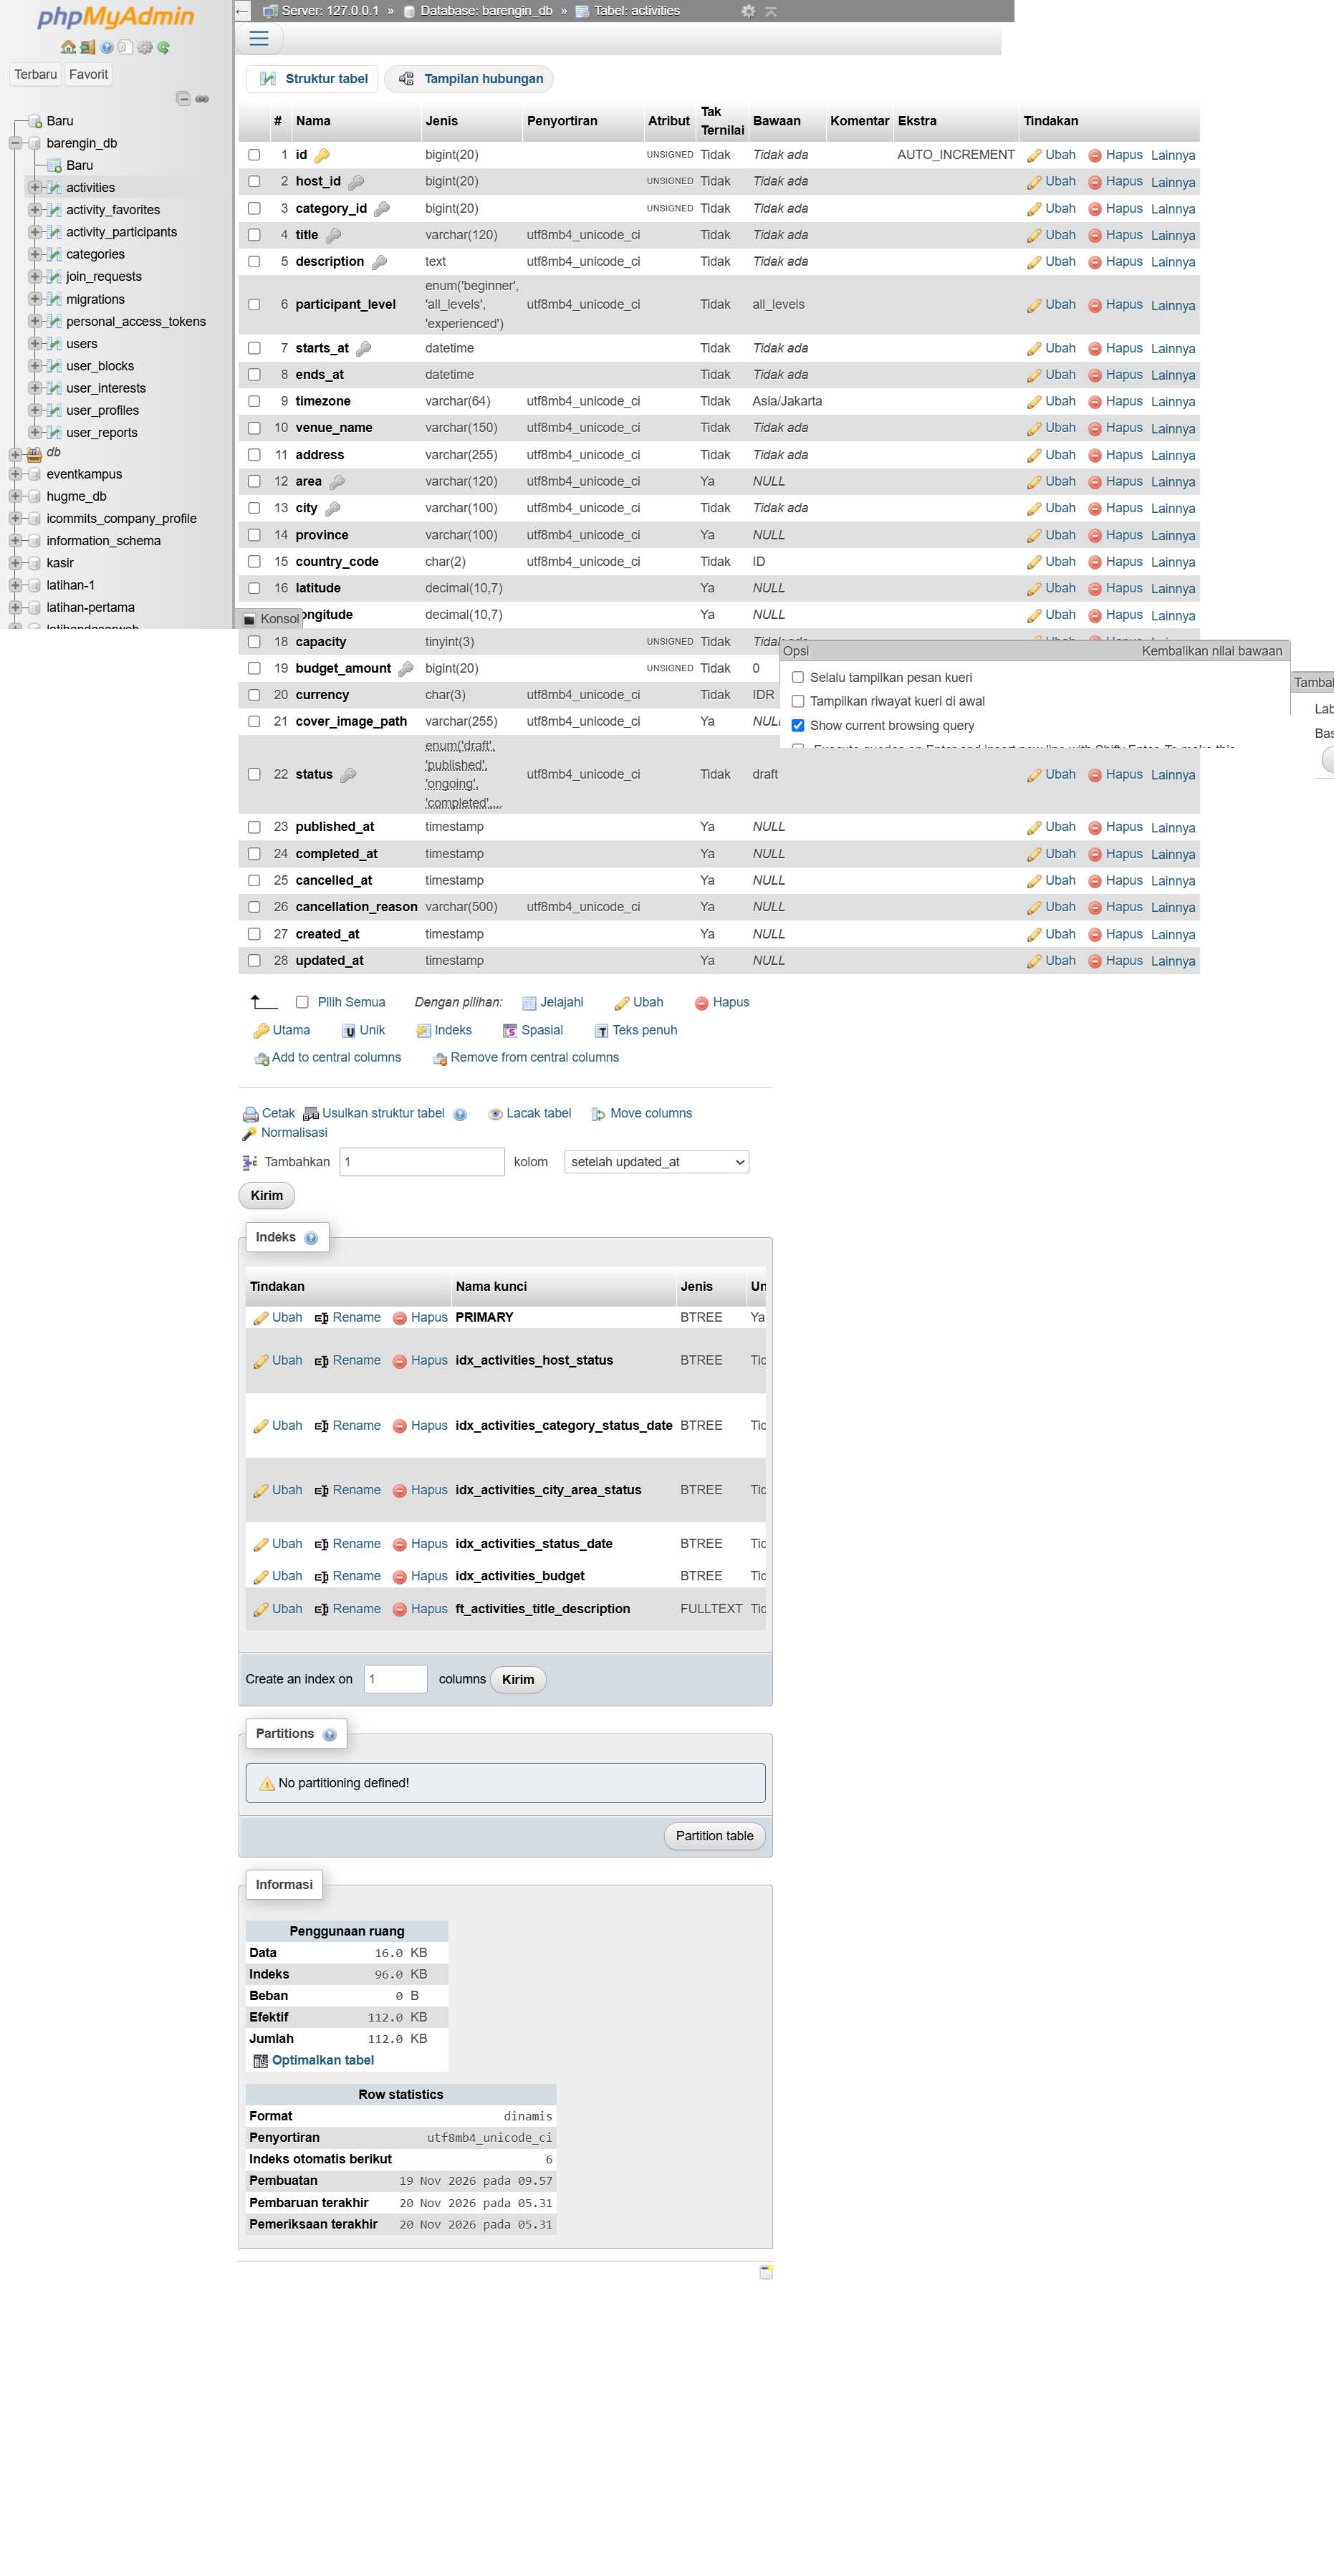 phpMyAdmin
Terbaru Favorit
Baru
barengin_db
Baru
activities
activity_favorites
activity_participants
categories
join_requests
migrations
personal_access_tokens
users
user_blocks
user_interests
user_profiles
user_reports
db
eventkampus
hugme_db
icommits_company_profile
information_schema
kasir
latihan-1
latihan-pertama
Server: 127.0.0.1 » Database: barengin_db » Tabel: activities
Struktur tabel Tampilan hubungan
# Nama Jenis Penyortiran Atribut Tak Ternilai Bawaan Komentar Ekstra Tindakan
1 id bigint(20) UNSIGNED Tidak Tidak ada AUTO_INCREMENT Ubah Hapus Lainnya
2 host_id bigint(20) UNSIGNED Tidak Tidak ada Ubah Hapus Lainnya
3 category_id bigint(20) UNSIGNED Tidak Tidak ada Ubah Hapus Lainnya
4 title varchar(120) utf8mb4_unicode_ci Tidak Tidak ada Ubah Hapus Lainnya
5 description text utf8mb4_unicode_ci Tidak Tidak ada Ubah Hapus Lainnya
6 participant_level enum('beginner', 'all_levels', 'experienced') utf8mb4_unicode_ci Tidak all_levels Ubah Hapus Lainnya
7 starts_at datetime Tidak Tidak ada Ubah Hapus Lainnya
8 ends_at datetime Tidak Tidak ada Ubah Hapus Lainnya
9 timezone varchar(64) utf8mb4_unicode_ci Tidak Asia/Jakarta Ubah Hapus Lainnya
10 venue_name varchar(150) utf8mb4_unicode_ci Tidak Tidak ada Ubah Hapus Lainnya
11 address varchar(255) utf8mb4_unicode_ci Tidak Tidak ada Ubah Hapus Lainnya
12 area varchar(120) utf8mb4_unicode_ci Ya NULL Ubah Hapus Lainnya
13 city varchar(100) utf8mb4_unicode_ci Tidak Tidak ada Ubah Hapus Lainnya
14 province varchar(100) utf8mb4_unicode_ci Ya NULL Ubah Hapus Lainnya
15 country_code char(2) utf8mb4_unicode_ci Tidak ID Ubah Hapus Lainnya
16 latitude decimal(10,7) Ya NULL Ubah Hapus Lainnya
Konsol
ongitude decimal(10,7) Ya NULL Ubah Hapus Lainnya
18 capacity tinyint(3) UNSIGNED Tidak
19 budget_amount bigint(20) UNSIGNED Tidak 0
20 currency char(3) utf8mb4_unicode_ci Tidak IDR
21 cover_image_path varchar(255) utf8mb4_unicode_ci Ya
Opsi Kembalikan nilai bawaan
Selalu tampilkan pesan kueri
Tampilkan riwayat kueri di awal
Show current browsing query
22 status enum('draft', 'published', 'ongoing', 'completed',... utf8mb4_unicode_ci Tidak draft Ubah Hapus Lainnya
23 published_at timestamp Ya NULL Ubah Hapus Lainnya
24 completed_at timestamp Ya NULL Ubah Hapus Lainnya
25 cancelled_at timestamp Ya NULL Ubah Hapus Lainnya
26 cancellation_reason varchar(500) utf8mb4_unicode_ci Ya NULL Ubah Hapus Lainnya
27 created_at timestamp Ya NULL Ubah Hapus Lainnya
28 updated_at timestamp Ya NULL Ubah Hapus Lainnya
Pilih Semua Dengan pilihan: Jelajahi Ubah Hapus
Utama Unik Indeks Spasial Teks penuh
Add to central columns Remove from central columns
Cetak Usulkan struktur tabel Lacak tabel Move columns
Normalisasi
Tambahkan 1 kolom setelah updated_at
Kirim
Indeks
Tindakan Nama kunci Jenis Un
Ubah Rename Hapus PRIMARY BTREE Ya
Ubah Rename Hapus idx_activities_host_status BTREE
Ubah Rename Hapus idx_activities_category_status_date BTREE
Ubah Rename Hapus idx_activities_city_area_status BTREE
Ubah Rename Hapus idx_activities_status_date BTREE
Ubah Rename Hapus idx_activities_budget BTREE
Ubah Rename Hapus ft_activities_title_description FULLTEXT
Create an index on 1 columns Kirim
Partitions
No partitioning defined!
Partition table
Informasi
Penggunaan ruang
Data 16.0 KB
Indeks 96.0 KB
Beban 0 B
Efektif 112.0 KB
Jumlah 112.0 KB
Optimalkan tabel
Row statistics
Format dinamis
Penyortiran utf8mb4_unicode_ci
Indeks otomatis berikut 6
Pembuatan 19 Nov 2026 pada 09.57
Pembaruan terakhir 20 Nov 2026 pada 05.31
Pemeriksaan terakhir 20 Nov 2026 pada 05.31